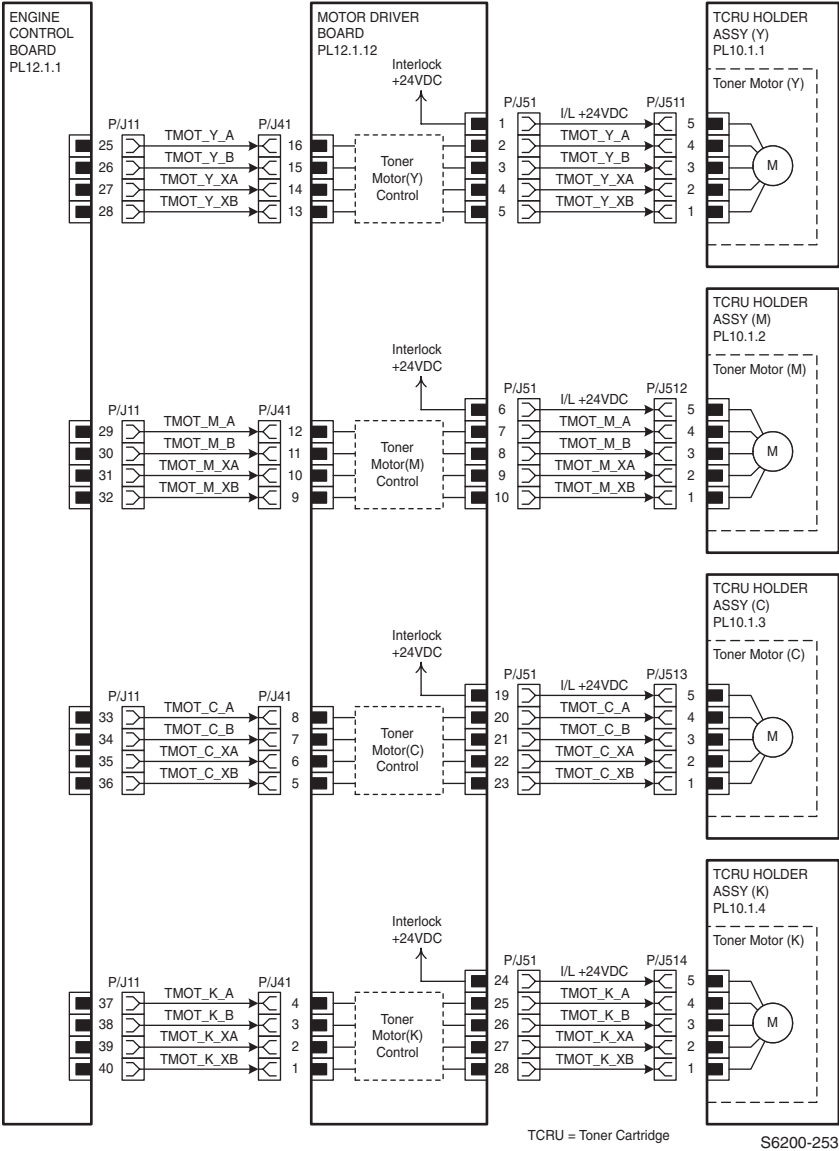 ENGINE
CONTROL
BOARD
PL12.1.1
MOTOR DRIVER
BOARD
PL12.1.12
TCRU HOLDER
ASSY (Y)
PL10.1.1
Toner Motor (Y)
Interlock
+24VDC
P/J11
P/J41
P/J51
P/J511
25 TMOT_Y_A 16
26 TMOT_Y_B 15
27 TMOT_Y_XA 14
28 TMOT_Y_XB 13
Toner
Motor(Y)
Control
1 I/L +24VDC 5
2 TMOT_Y_A 4
3 TMOT_Y_B 3
4 TMOT_Y_XA 2
5 TMOT_Y_XB 1
M
TCRU HOLDER
ASSY (M)
PL10.1.2
Toner Motor (M)
Interlock
+24VDC
P/J11
P/J41
P/J51
P/J512
29 TMOT_M_A 12
30 TMOT_M_B 11
31 TMOT_M_XA 10
32 TMOT_M_XB 9
Toner
Motor(M)
Control
6 I/L +24VDC 5
7 TMOT_M_A 4
8 TMOT_M_B 3
9 TMOT_M_XA 2
10 TMOT_M_XB 1
M
TCRU HOLDER
ASSY (C)
PL10.1.3
Toner Motor (C)
Interlock
+24VDC
P/J11
P/J41
P/J51
P/J513
33 TMOT_C_A 8
34 TMOT_C_B 7
35 TMOT_C_XA 6
36 TMOT_C_XB 5
Toner
Motor(C)
Control
19 I/L +24VDC 5
20 TMOT_C_A 4
21 TMOT_C_B 3
22 TMOT_C_XA 2
23 TMOT_C_XB 1
M
TCRU HOLDER
ASSY (K)
PL10.1.4
Toner Motor (K)
Interlock
+24VDC
P/J11
P/J41
P/J51
P/J514
37 TMOT_K_A 4
38 TMOT_K_B 3
39 TMOT_K_XA 2
40 TMOT_K_XB 1
Toner
Motor(K)
Control
24 I/L +24VDC 5
25 TMOT_K_A 4
26 TMOT_K_B 3
27 TMOT_K_XA 2
28 TMOT_K_XB 1
M
TCRU = Toner Cartridge
S6200-253